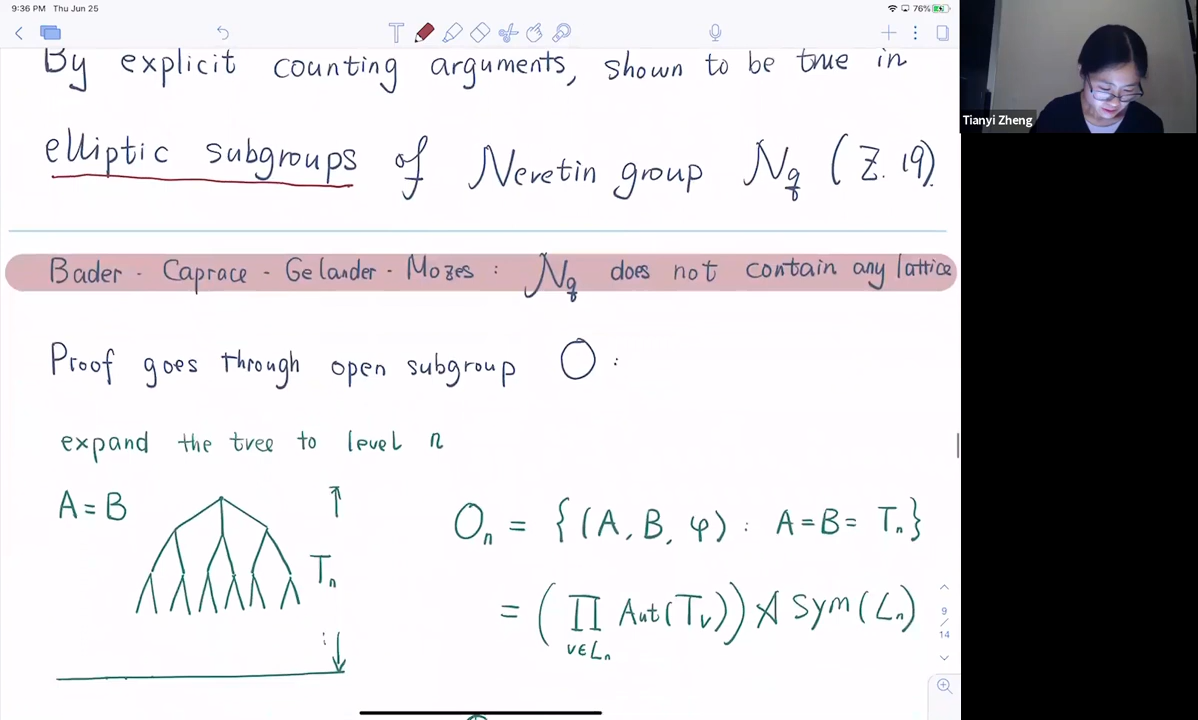 9:36 PM Thu Jun 25
76%
By explicit counting arguments, shown to be true in
elliptic subgroups of Neretin group N_q (Z. 19).
Tianyi Zheng
Bader - Caprace - Gelander - Mozes : N_q does not contain any lattice
Proof goes through open subgroup O :
expand the tree to level n
A = B
T_n
O_n = {(A, B, φ) : A = B = T_n}
= (∏_{v∈L_n} Aut(T_v)) ⋊ Sym(L_n)
9
/
14